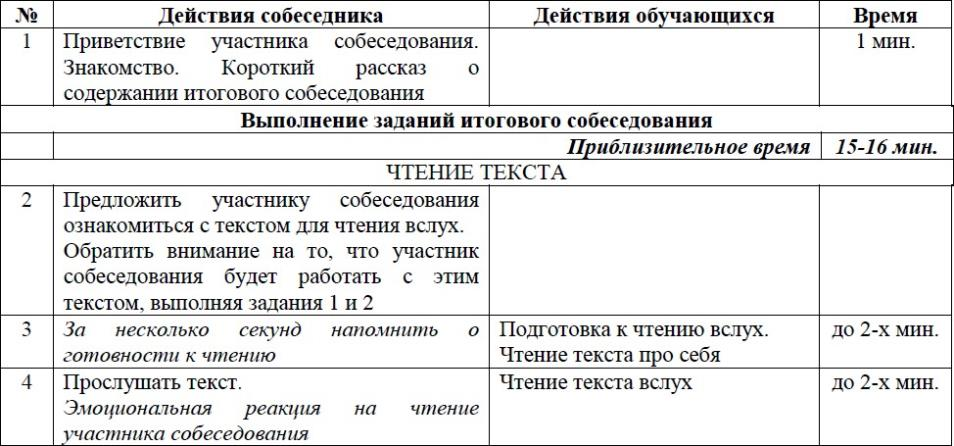 № Действия собеседника Действия обучающихся Время
1 Приветствие участника собеседования. 1 мин.
Знакомство. Короткий рассказ о
содержании итогового собеседования
Выполнение заданий итогового собеседования
Приблизительное время 15-16 мин.
ЧТЕНИЕ ТЕКСТА
2 Предложить участнику собеседования
ознакомиться с текстом для чтения вслух.
Обратить внимание на то, что участник
собеседования будет работать с этим
текстом, выполняя задания 1 и 2
3 За несколько секунд напомнить о Подготовка к чтению вслух. до 2-х мин.
готовности к чтению Чтение текста про себя
4 Прослушать текст. Чтение текста вслух до 2-х мин.
Эмоциональная реакция на чтение
участника собеседования